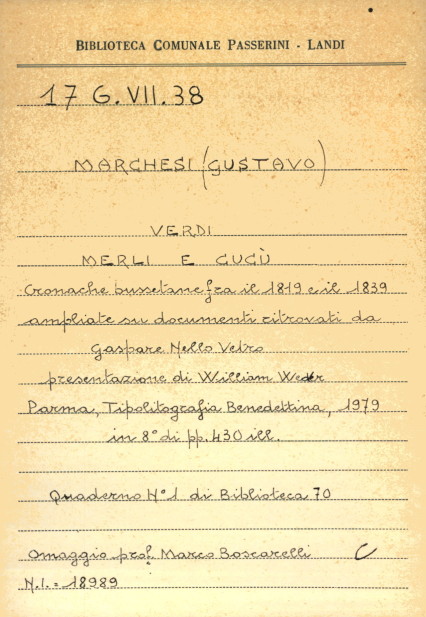 BIBLIOTECA COMUNALE PASSERINI - LANDI
17 G. VII. 38
MARCHESI (GUSTAVO)
VERDI
MERLI E CUCÙ
Cronache bussetane fra il 1819 e il 1839
ampliate su documenti ritrovati da
Gaspare Nello Vetro
presentazione di William Weaver
Parma, Tipolitografia Benedettina, 1979
in 8° di pp. 430 ill.
Quaderno N° 1 di Biblioteca 70
Omaggio prof. Marco Boscarelli C
N.I. = 18989